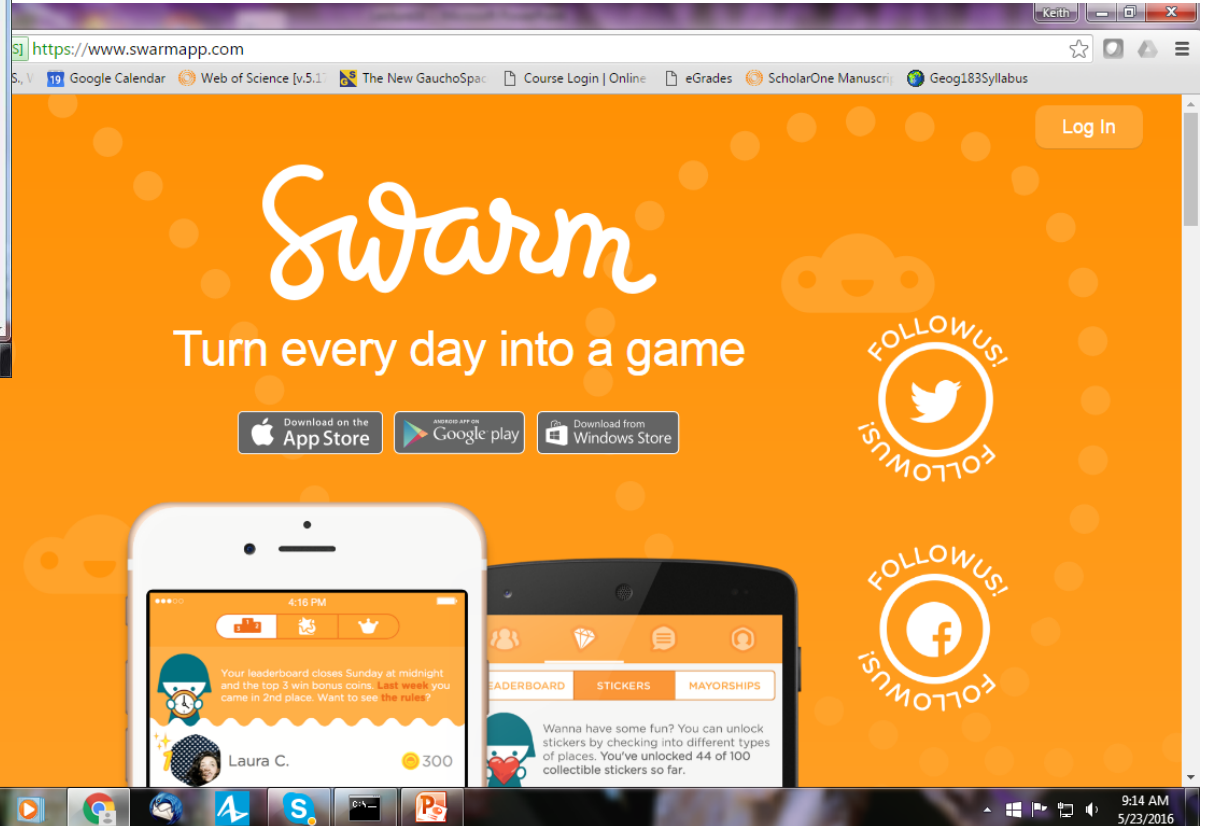 Keith
S] https://www.swarmapp.com
S., V Google Calendar Web of Science [v.5.1 The New GauchoSpac Course Login | Online eGrades ScholarOne Manuscrip Geog183Syllabus
Log In
Swarm
Turn every day into a game
Download on the
App Store
ANDROID APP ON
Google play
Download from
Windows Store
FOLLOW US!
FOLLOW US!
FOLLOW US!
FOLLOW US!
4:16 PM
Your leaderboard closes Sunday at midnight
and the top 3 win bonus coins. Last week you
came in 2nd place. Want to see the rules?
Laura C. 300
EADERBOARD STICKERS MAYORSHIPS
Wanna have some fun? You can unlock
stickers by checking into different types
of places. You've unlocked 44 of 100
collectible stickers so far.
9:14 AM
5/23/2016